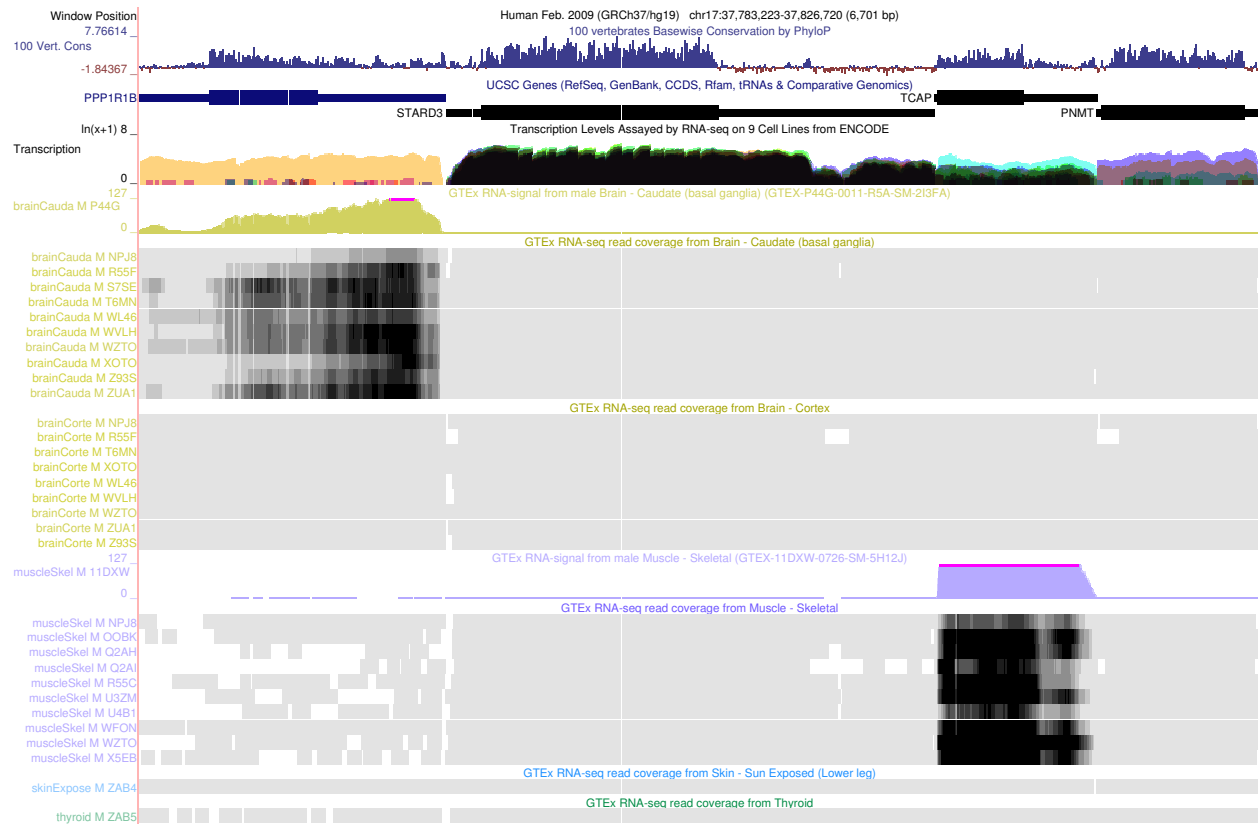 Window Position Human Feb. 2009 (GRCh37/hg19) chr17:37,783,223-37,826,720 (6,701 bp)
7.76614 _ 100 vertebrates Basewise Conservation by PhyloP
100 Vert. Cons
-1.84367 _
UCSC Genes (RefSeq, GenBank, CCDS, Rfam, tRNAs & Comparative Genomics)
PPP1R1B TCAP
STARD3 PNMT
ln(x+1) 8 _ Transcription Levels Assayed by RNA-seq on 9 Cell Lines from ENCODE
Transcription
0 _
127 _ GTEx RNA-signal from male Brain - Caudate (basal ganglia) (GTEX-P44G-0011-R5A-SM-2I3FA)
brainCauda M P44G
0 _
GTEx RNA-seq read coverage from Brain - Caudate (basal ganglia)
brainCauda M NPJ8
brainCauda M R55F
brainCauda M S7SE
brainCauda M T6MN
brainCauda M WL46
brainCauda M WVLH
brainCauda M WZTO
brainCauda M XOTO
brainCauda M Z93S
brainCauda M ZUA1
GTEx RNA-seq read coverage from Brain - Cortex
brainCorte M NPJ8
brainCorte M R55F
brainCorte M T6MN
brainCorte M XOTO
brainCorte M WL46
brainCorte M WVLH
brainCorte M WZTO
brainCorte M ZUA1
brainCorte M Z93S
127 _ GTEx RNA-signal from male Muscle - Skeletal (GTEX-11DXW-0726-SM-5H12J)
muscleSkel M 11DXW
0 _
GTEx RNA-seq read coverage from Muscle - Skeletal
muscleSkel M NPJ8
muscleSkel M OOBK
muscleSkel M Q2AH
muscleSkel M Q2AI
muscleSkel M R55C
muscleSkel M U3ZM
muscleSkel M U4B1
muscleSkel M WFON
muscleSkel M WZTO
muscleSkel M X5EB
GTEx RNA-seq read coverage from Skin - Sun Exposed (Lower leg)
skinExpose M ZAB4
GTEx RNA-seq read coverage from Thyroid
thyroid M ZAB5